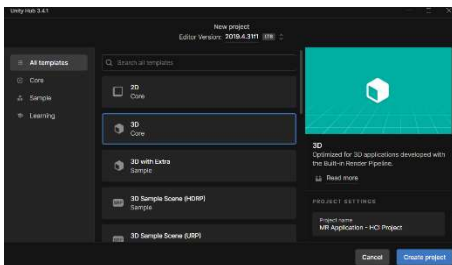 Unity Hub 3.4.1
New project
Editor Version: 2019.4.31f1 LTS
All templates
Core
Sample
Learning
Search all templates
2D
Core
3D
Core
3D with Extra
Sample
3D Sample Scene (HDRP)
Sample
3D Sample Scene (URP)
3D
Optimized for 3D applications developed with
the Built-in Render Pipeline.
Read more
PROJECT SETTINGS
Project name
MR Application - HCI Project
Cancel
Create project